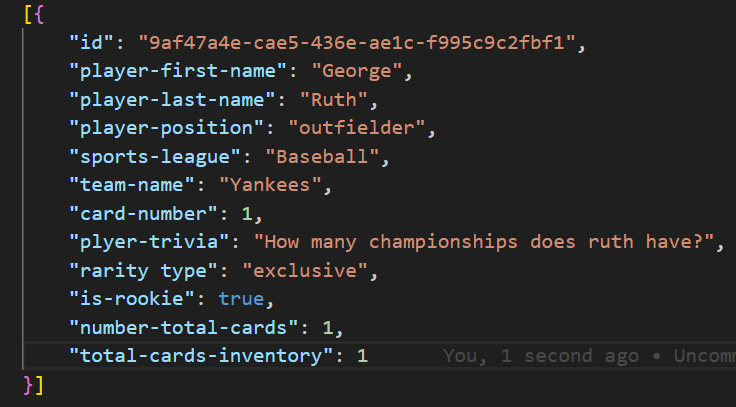 [{
"id": "9af47a4e-cae5-436e-ae1c-f995c9c2fbf1",
"player-first-name": "George",
"player-last-name": "Ruth",
"player-position": "outfielder",
"sports-league": "Baseball",
"team-name": "Yankees",
"card-number": 1,
"plyer-trivia": "How many championships does ruth have?",
"rarity type": "exclusive",
"is-rookie": true,
"number-total-cards": 1,
"total-cards-inventory": 1 You, 1 second ago • Uncomm
}]